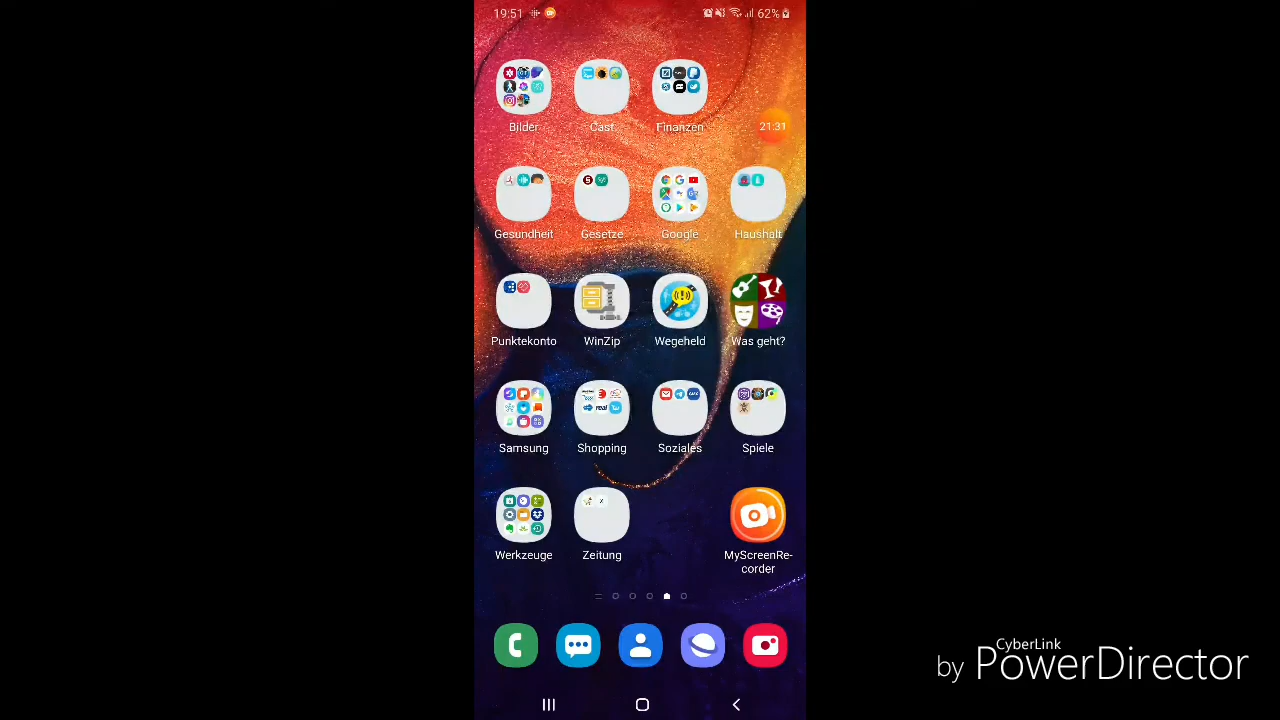 19:51 62%
Bilder Cast Finanzen 21:31
Gesundheit Gesetze Google Haushalt
Punktekonto WinZip Wegeheld Was geht?
Samsung Shopping Soziales Spiele
Werkzeuge Zeitung MyScreenRe-
corder
CyberLink
by PowerDirector